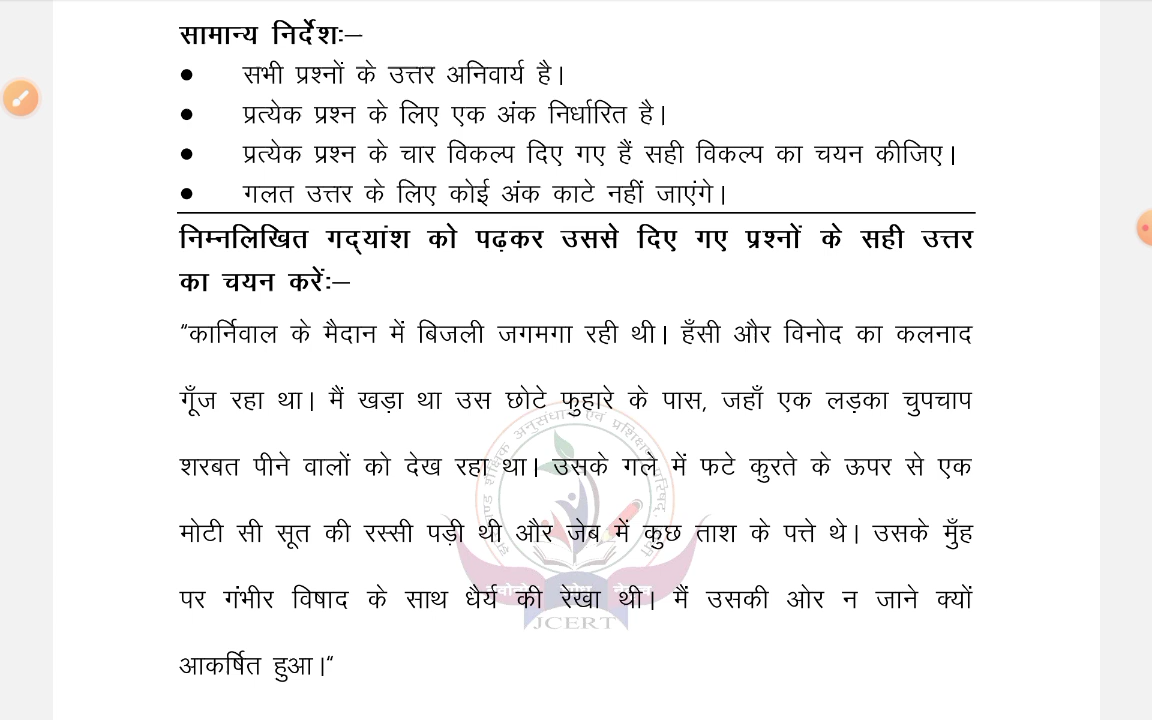 सामान्य निर्देशः–
● सभी प्रश्नों के उत्तर अनिवार्य है।
● प्रत्येक प्रश्न के लिए एक अंक निर्धारित है।
● प्रत्येक प्रश्न के चार विकल्प दिए गए हैं सही विकल्प का चयन कीजिए।
● गलत उत्तर के लिए कोई अंक काटे नहीं जाएंगे।
निम्नलिखित गद्यांश को पढ़कर उससे दिए गए प्रश्नों के सही उत्तर
का चयन करेंः–
"कार्निवाल के मैदान में बिजली जगमगा रही थी। हँसी और विनोद का कलनाद
गूँज रहा था। मैं खड़ा था उस छोटे फुहारे के पास, जहाँ एक लड़का चुपचाप
शरबत पीने वालों को देख रहा था। उसके गले में फटे कुरते के ऊपर से एक
मोटी सी सूत की रस्सी पड़ी थी और जेब में कुछ ताश के पत्ते थे। उसके मुँह
पर गंभीर विषाद के साथ धैर्य की रेखा थी। मैं उसकी ओर न जाने क्यों
आकर्षित हुआ।"
JCERT